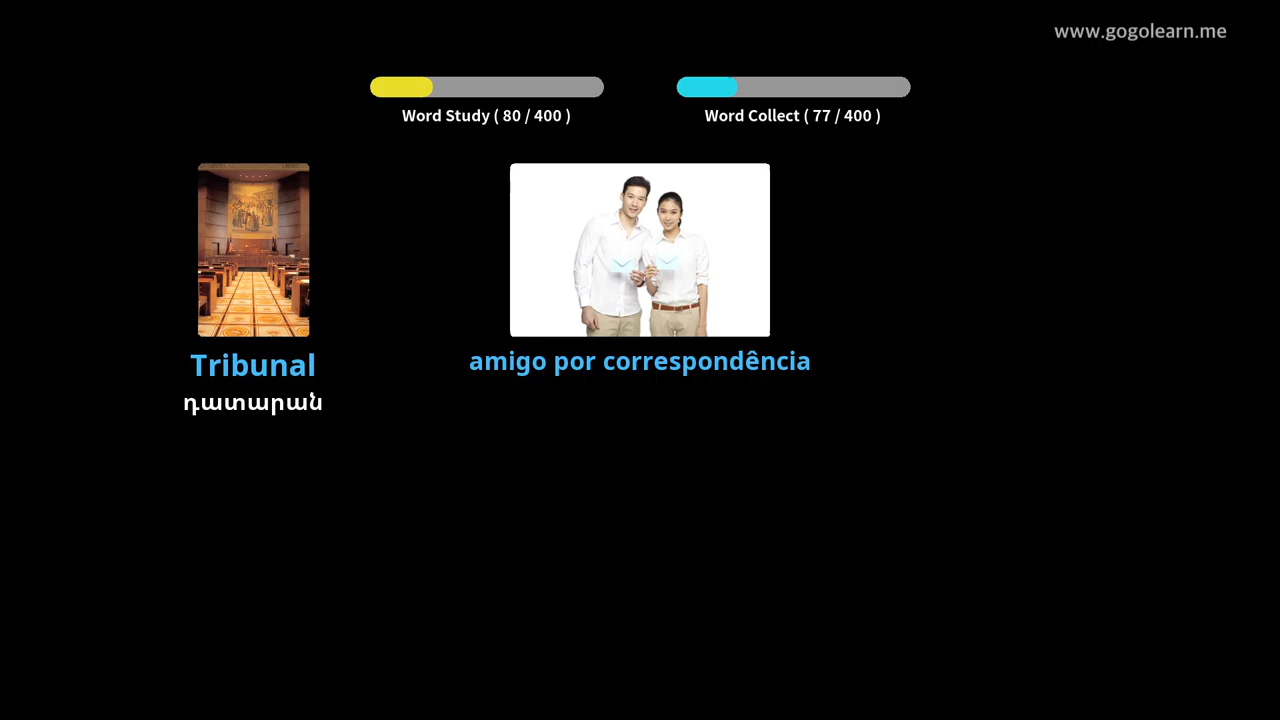 www.gogolearn.me
Word Study ( 80 / 400 )
Word Collect ( 77 / 400 )
Tribunal
դատարան
amigo por correspondência